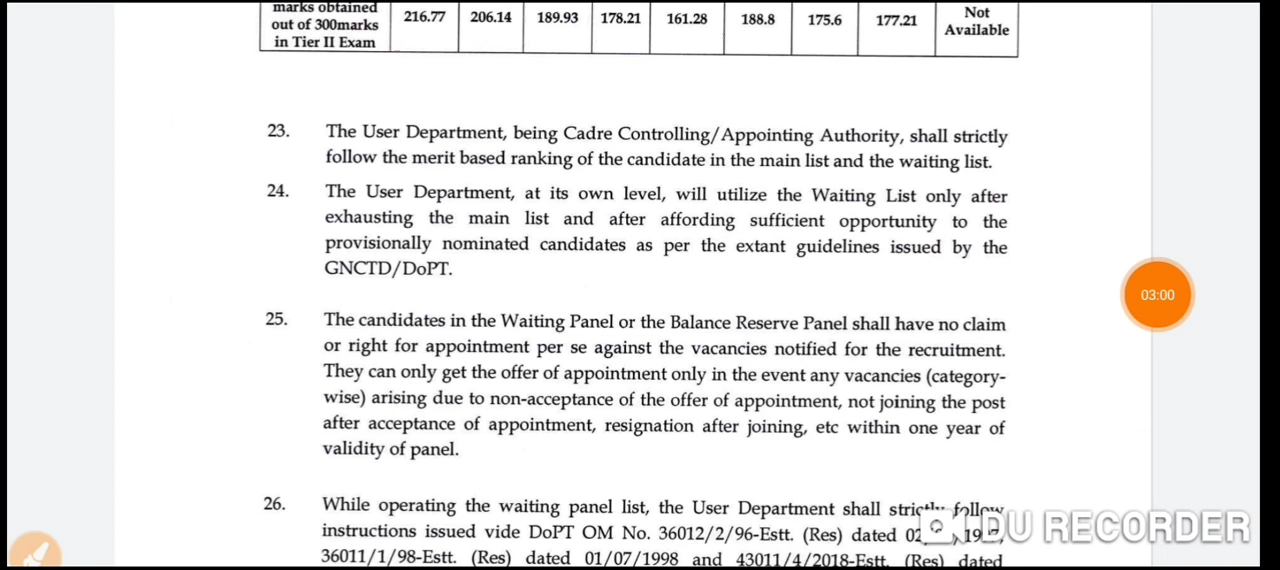 marks obtained
out of 300marks
in Tier II Exam
216.77 206.14 189.93 178.21 161.28 188.8 175.6 177.21 Not Available
23. The User Department, being Cadre Controlling/Appointing Authority, shall strictly
follow the merit based ranking of the candidate in the main list and the waiting list.
24. The User Department, at its own level, will utilize the Waiting List only after
exhausting the main list and after affording sufficient opportunity to the
provisionally nominated candidates as per the extant guidelines issued by the
GNCTD/DoPT.
03:00
25. The candidates in the Waiting Panel or the Balance Reserve Panel shall have no claim
or right for appointment per se against the vacancies notified for the recruitment.
They can only get the offer of appointment only in the event any vacancies (category-
wise) arising due to non-acceptance of the offer of appointment, not joining the post
after acceptance of appointment, resignation after joining, etc within one year of
validity of panel.
26. While operating the waiting panel list, the User Department shall strictly follow
instructions issued vide DoPT OM No. 36012/2/96-Estt. (Res) dated
DU RECORDER
36011/1/98-Estt. (Res) dated 01/07/1998 and 43011/4/2018-Estt. (Res) dated